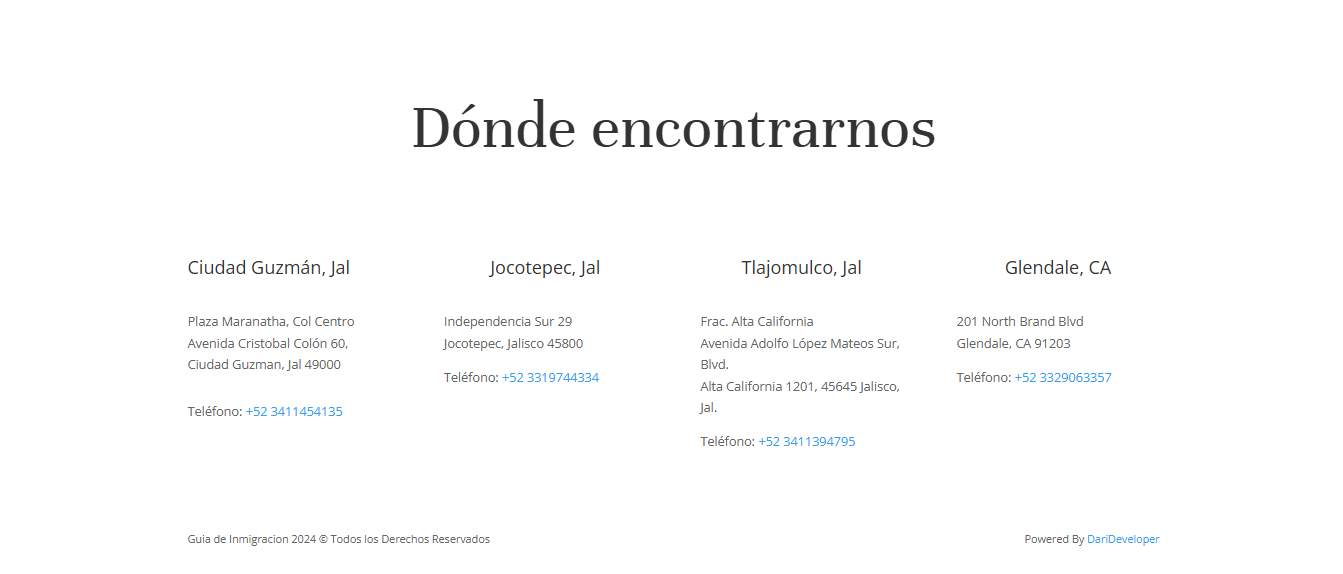 Dónde encontrarnos
Ciudad Guzmán, Jal
Plaza Maranatha, Col Centro
Avenida Cristobal Colón 60,
Ciudad Guzman, Jal 49000
Teléfono: +52 3411454135
Jocotepec, Jal
Independencia Sur 29
Jocotepec, Jalisco 45800
Teléfono: +52 3319744334
Tlajomulco, Jal
Frac. Alta California
Avenida Adolfo López Mateos Sur,
Blvd.
Alta California 1201, 45645 Jalisco,
Jal.
Teléfono: +52 3411394795
Glendale, CA
201 North Brand Blvd
Glendale, CA 91203
Teléfono: +52 3329063357
Guia de Inmigracion 2024 © Todos los Derechos Reservados
Powered By DariDeveloper